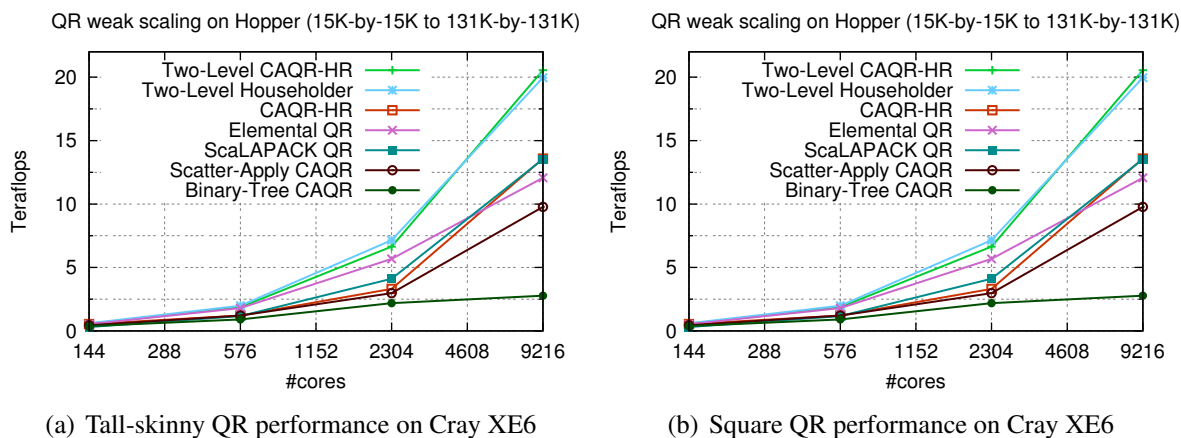 QR weak scaling on Hopper (15K-by-15K to 131K-by-131K)
Teraflops
20
15
10
5
0
Two-Level CAQR-HR
Two-Level Householder
CAQR-HR
Elemental QR
ScaLAPACK QR
Scatter-Apply CAQR
Binary-Tree CAQR
144 288 576 1152 2304 4608 9216
#cores
(a) Tall-skinny QR performance on Cray XE6
QR weak scaling on Hopper (15K-by-15K to 131K-by-131K)
Teraflops
20
15
10
5
0
Two-Level CAQR-HR
Two-Level Householder
CAQR-HR
Elemental QR
ScaLAPACK QR
Scatter-Apply CAQR
Binary-Tree CAQR
144 288 576 1152 2304 4608 9216
#cores
(b) Square QR performance on Cray XE6